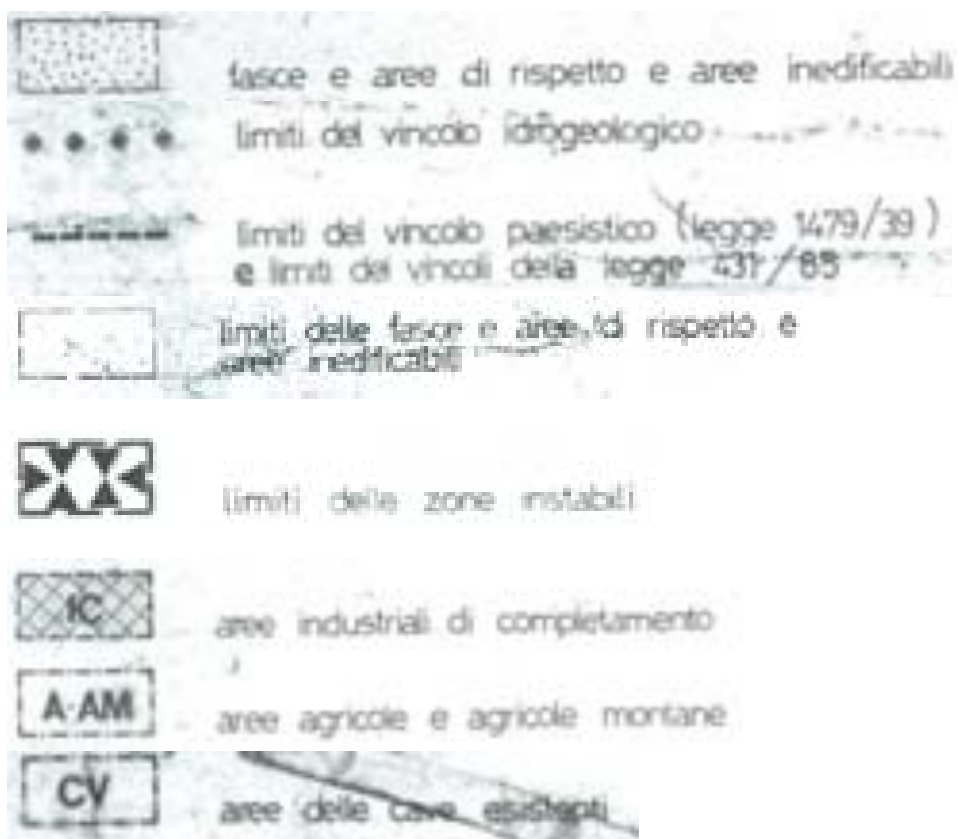 fasce e aree di rispetto e aree inedificabili
limiti del vincolo idrogeologico
limiti del vincolo paesistico (legge 1479/39)
e limiti dei vincoli della legge 431/85
limiti delle fasce e aree di rispetto e
aree inedificabili
limiti delle zone instabili
IC aree industriali di completamento
A-AM aree agricole e agricole montane
CV aree delle cave esistenti